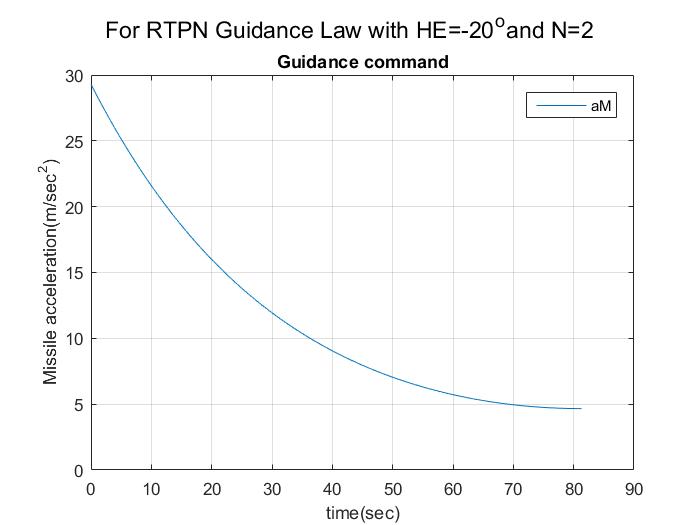 For RTPN Guidance Law with HE=-20°and N=2
Guidance command
aM
Missile acceleration(m/sec²)
30
25
20
15
10
5
0
0 10 20 30 40 50 60 70 80 90
time(sec)